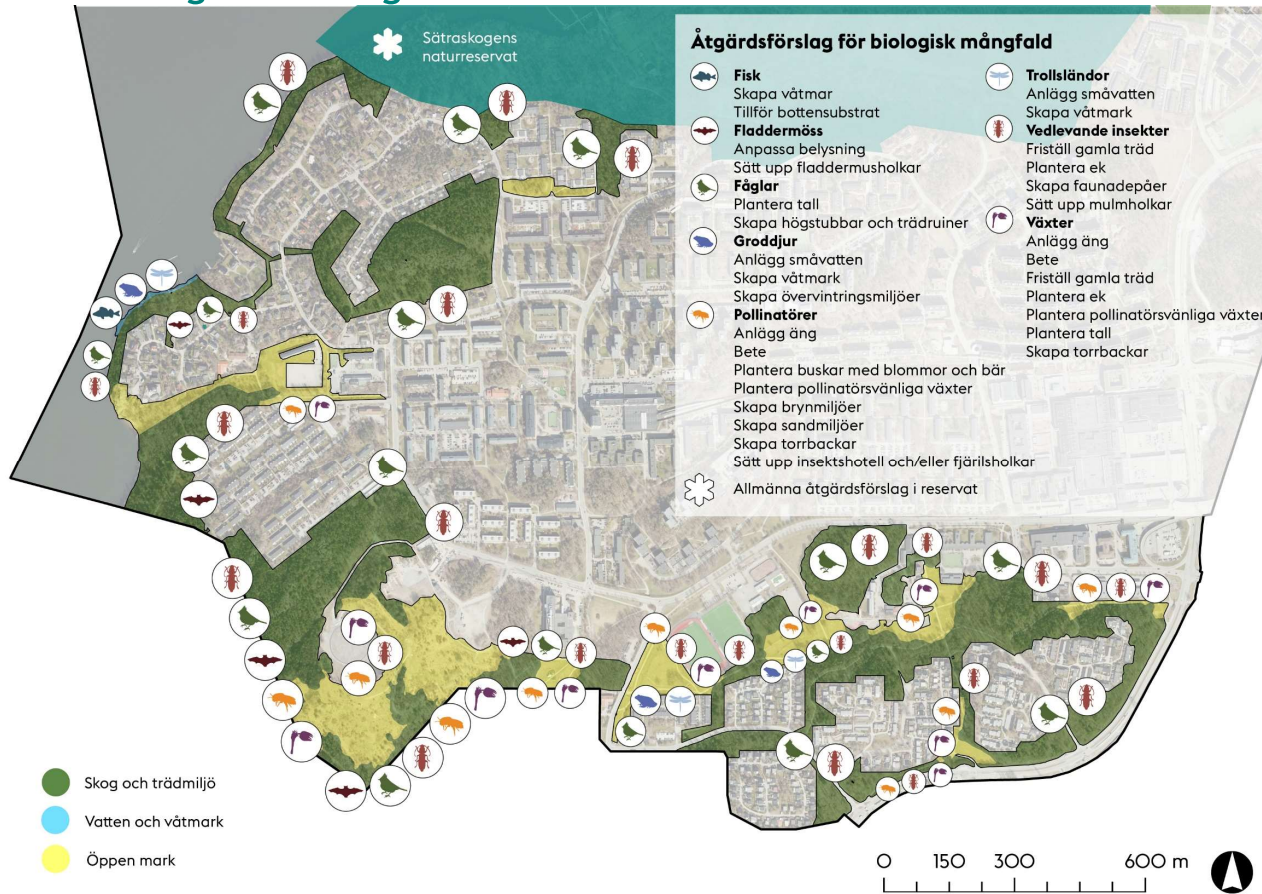 Sätraskogens
naturreservat
Åtgärdsförslag för biologisk mångfald
Fisk
Skapa våtmar
Tillför bottensubstrat
Fladdermöss
Anpassa belysning
Sätt upp fladdermusholkar
Fåglar
Plantera tall
Skapa högstubbar och trädruiner
Groddjur
Anlägg småvatten
Skapa våtmark
Skapa övervintringsmiljöer
Pollinatörer
Anlägg äng
Bete
Plantera buskar med blommor och bär
Plantera pollinatörsvänliga växter
Skapa brynmiljöer
Skapa sandmiljöer
Skapa torrbackar
Sätt upp insektshotell och/eller fjärilsholkar
Allmänna åtgärdsförslag i reservat
Trollsländor
Anlägg småvatten
Skapa våtmark
Vedlevande insekter
Friställ gamla träd
Plantera ek
Skapa faunadepåer
Sätt upp mulmholkar
Växter
Anlägg äng
Bete
Friställ gamla träd
Plantera ek
Plantera pollinatörsvänliga växter
Plantera tall
Skapa torrbackar
Skog och trädmiljö
Vatten och våtmark
Öppen mark
0 150 300 600 m